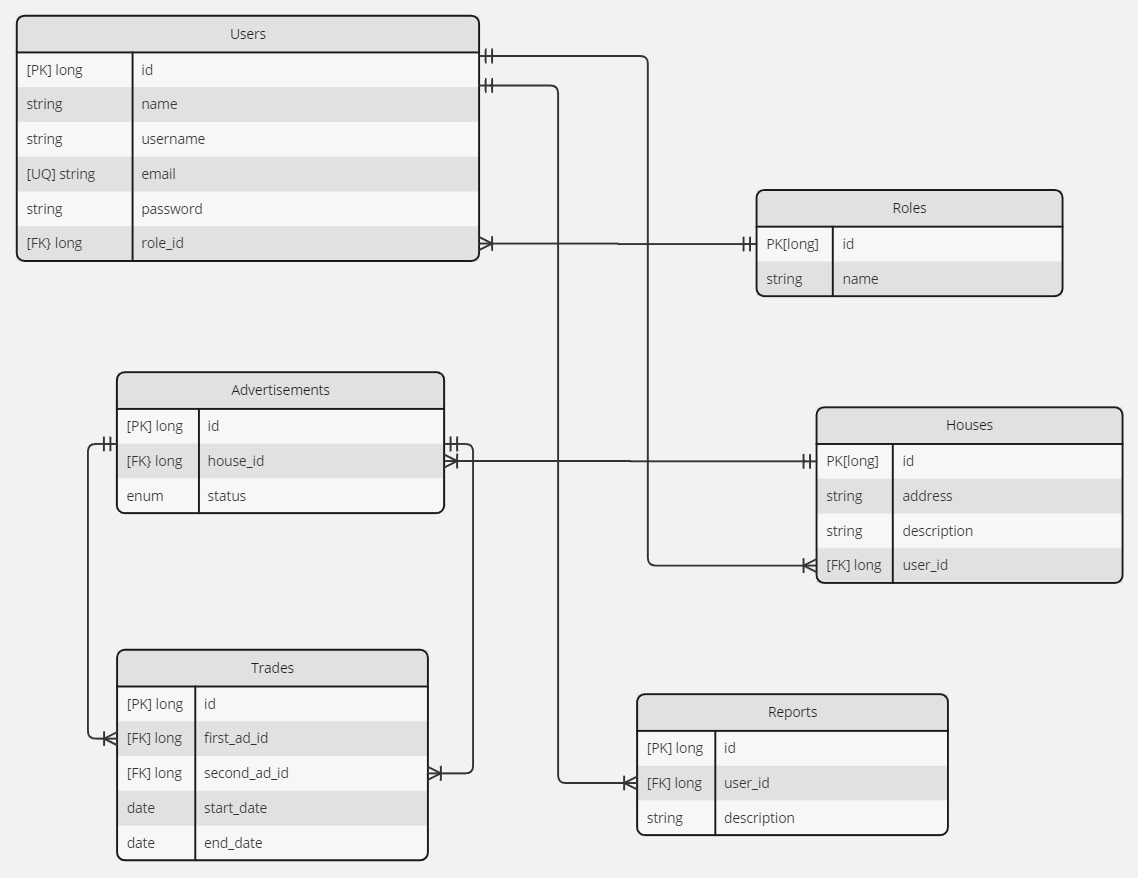 Users
[PK] long id
string name
string username
[UQ] string email
string password
[FK} long role_id
Roles
PK[long] id
string name
Advertisements
[PK] long id
[FK} long house_id
enum status
Houses
PK[long] id
string address
string description
[FK] long user_id
Trades
[PK] long id
[FK] long first_ad_id
[FK] long second_ad_id
date start_date
date end_date
Reports
[PK] long id
[FK] long user_id
string description